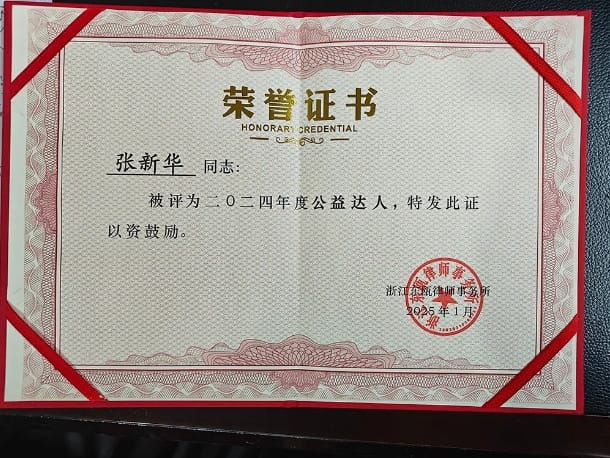 荣誉证书
HONORARY CREDENTIAL
张新华 同志:
被评为二〇二四年度公益达人，特发此证
以资鼓励。
浙江东瓯律师事务所
2025年1月